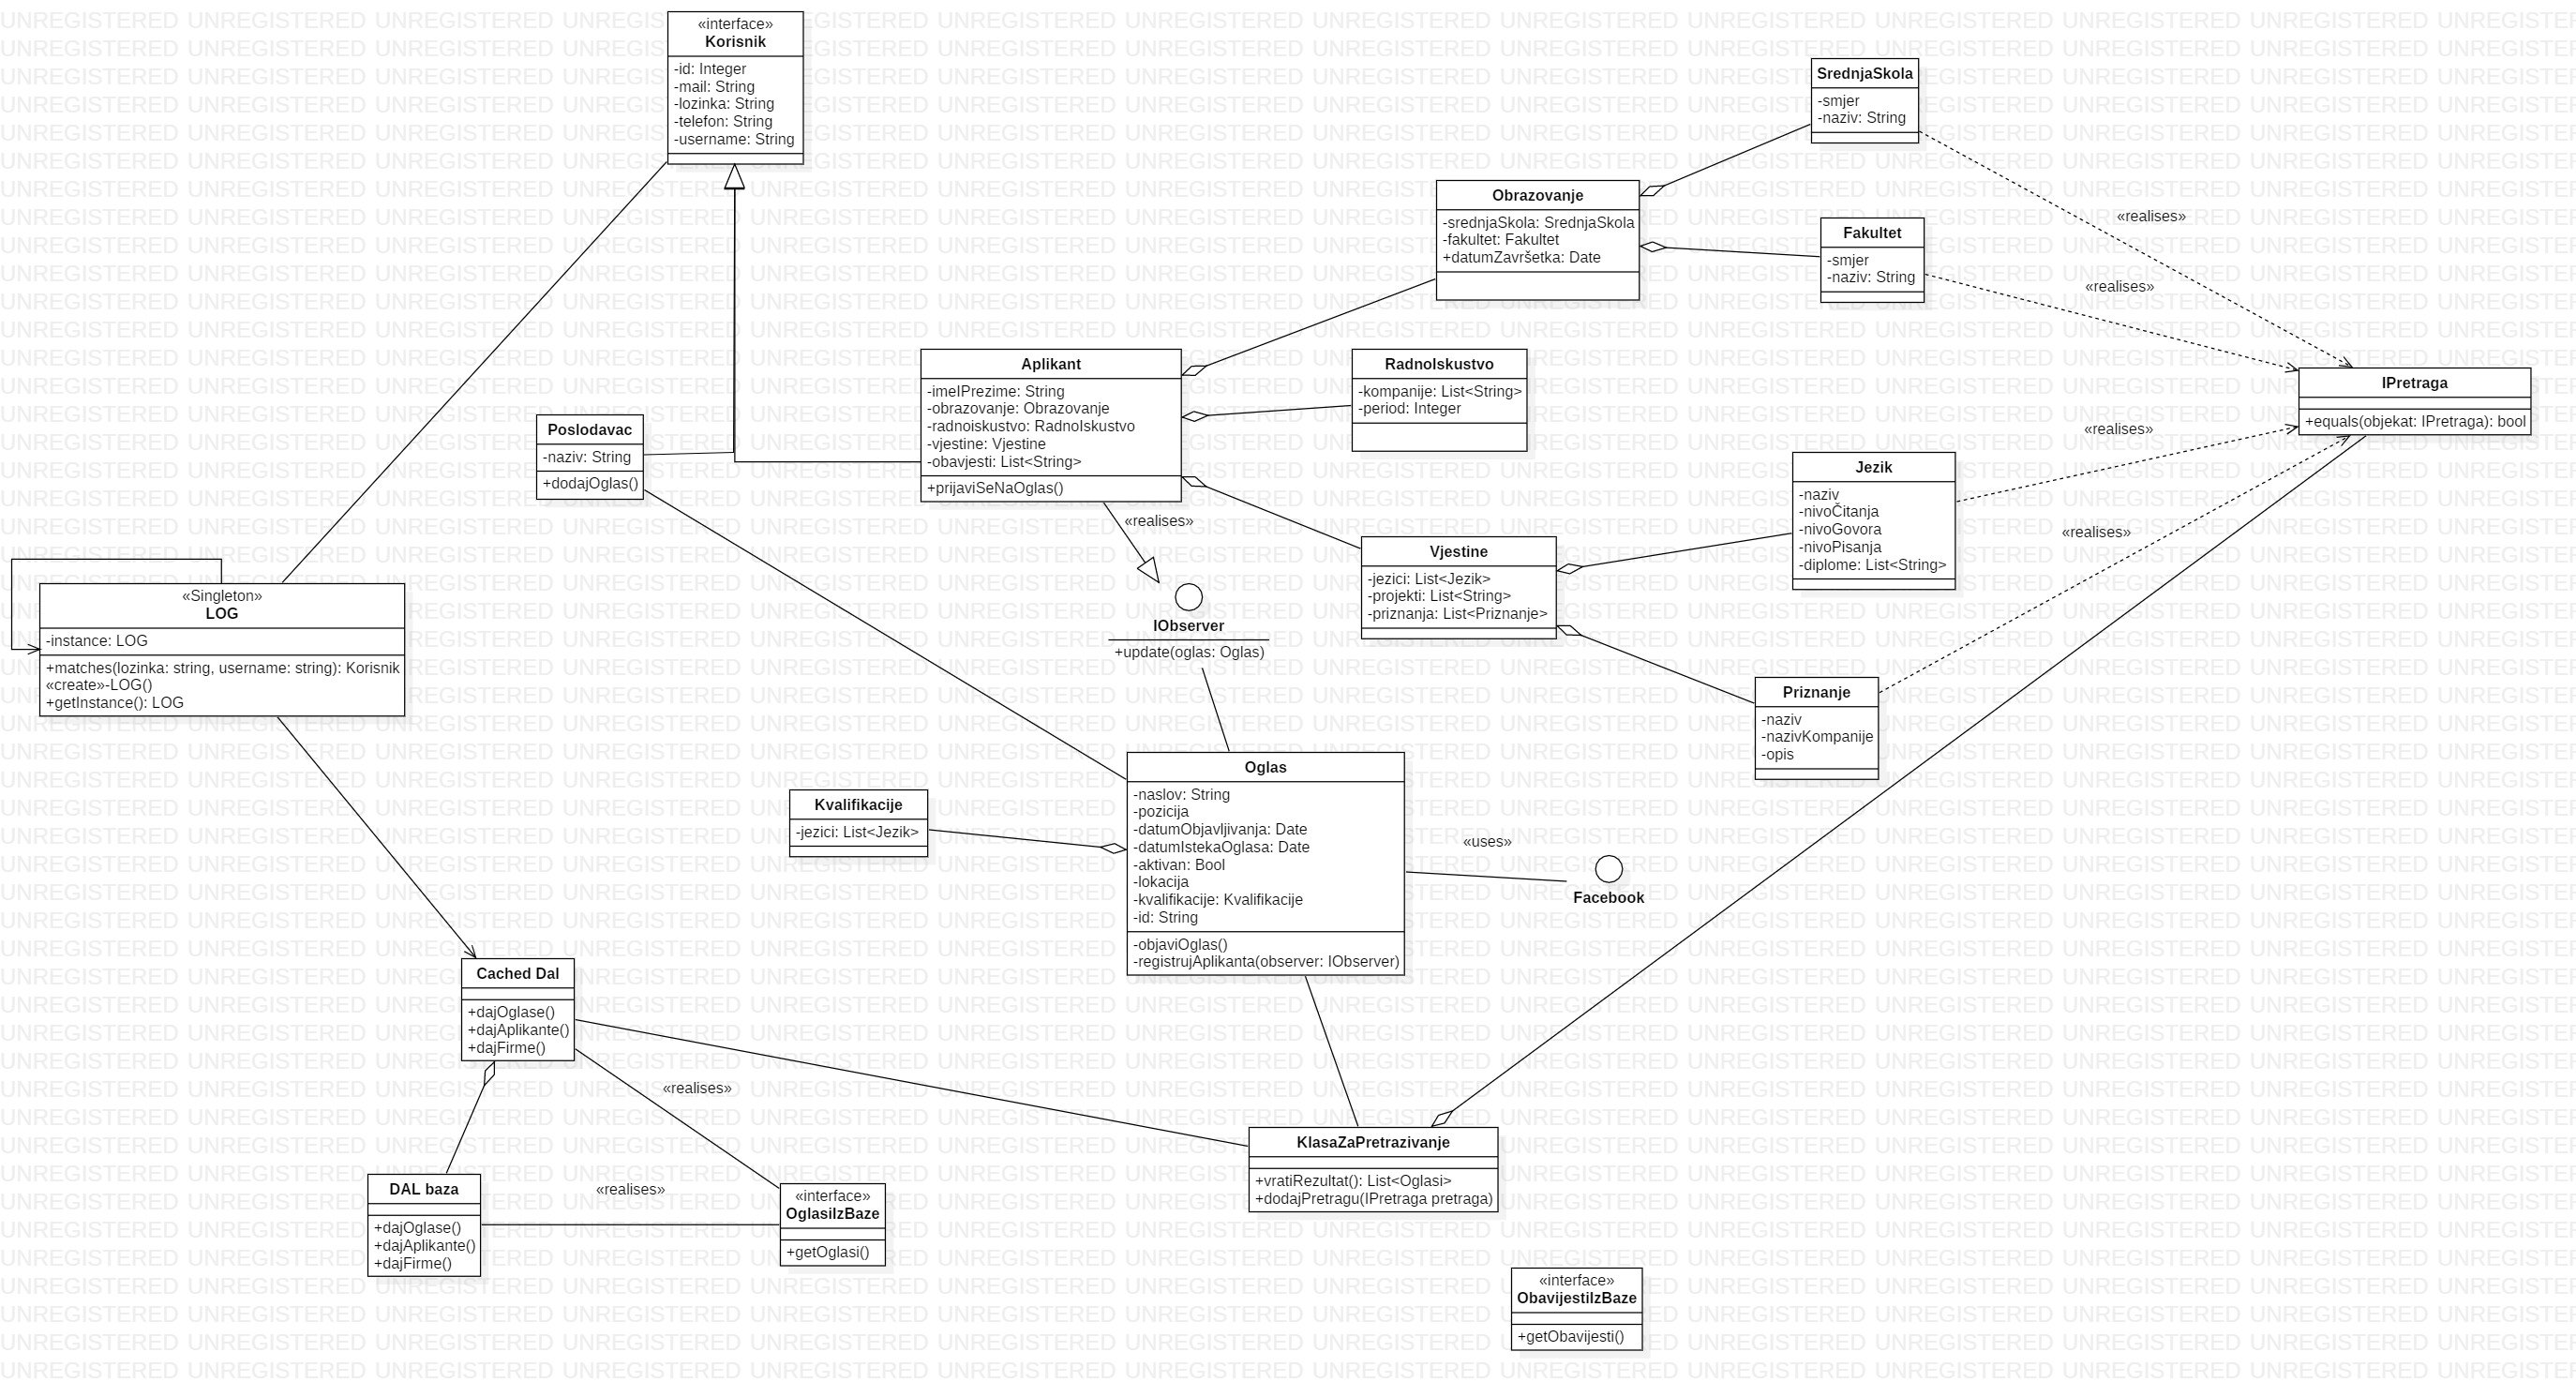 «interface»
Korisnik
-id: Integer
-mail: String
-lozinka: String
-telefon: String
-username: String
SrednjaSkola
-smjer
-naziv: String
Obrazovanje
-srednjaSkola: SrednjaSkola
-fakultet: Fakultet
+datumZavršetka: Date
Fakultet
-smjer
-naziv: String
«realises»
«realises»
Aplikant
-imeIPrezime: String
-obrazovanje: Obrazovanje
-radnoiskustvo: RadnoIskustvo
-vjestine: Vjestine
-obavjesti: List<String>
+prijaviSeNaOglas()
RadnoIskustvo
-kompanije: List<String>
-period: Integer
IPretraga
+equals(objekat: IPretraga): bool
Poslodavac
-naziv: String
+dodajOglas()
«realises»
Jezik
-naziv
-nivoČitanja
-nivoGovora
-nivoPisanja
-diplome: List<String>
«realises»
«realises»
Vjestine
-jezici: List<Jezik>
-projekti: List<String>
-priznanja: List<Priznanje>
«Singleton»
LOG
-instance: LOG
+matches(lozinka: string, username: string): Korisnik
«create»-LOG()
+getInstance(): LOG
IObserver
+update(oglas: Oglas)
Priznanje
-naziv
-nazivKompanije
-opis
Oglas
-naslov: String
-pozicija
-datumObjavljivanja: Date
-datumIstekaOglasa: Date
-aktivan: Bool
-lokacija
-kvalifikacije: Kvalifikacije
-id: String
-objaviOglas()
-registrujAplikanta(observer: IObserver)
Kvalifikacije
-jezici: List<Jezik>
«uses»
Facebook
Cached Dal
+dajOglase()
+dajAplikante()
+dajFirme()
«realises»
KlasaZaPretrazivanje
+vratiRezultat(): List<Oglasi>
+dodajPretragu(IPretraga pretraga)
DAL baza
+dajOglase()
+dajAplikante()
+dajFirme()
«realises»
«interface»
OglasiIzBaze
+getOglasi()
«interface»
ObavijestiIzBaze
+getObavijesti()